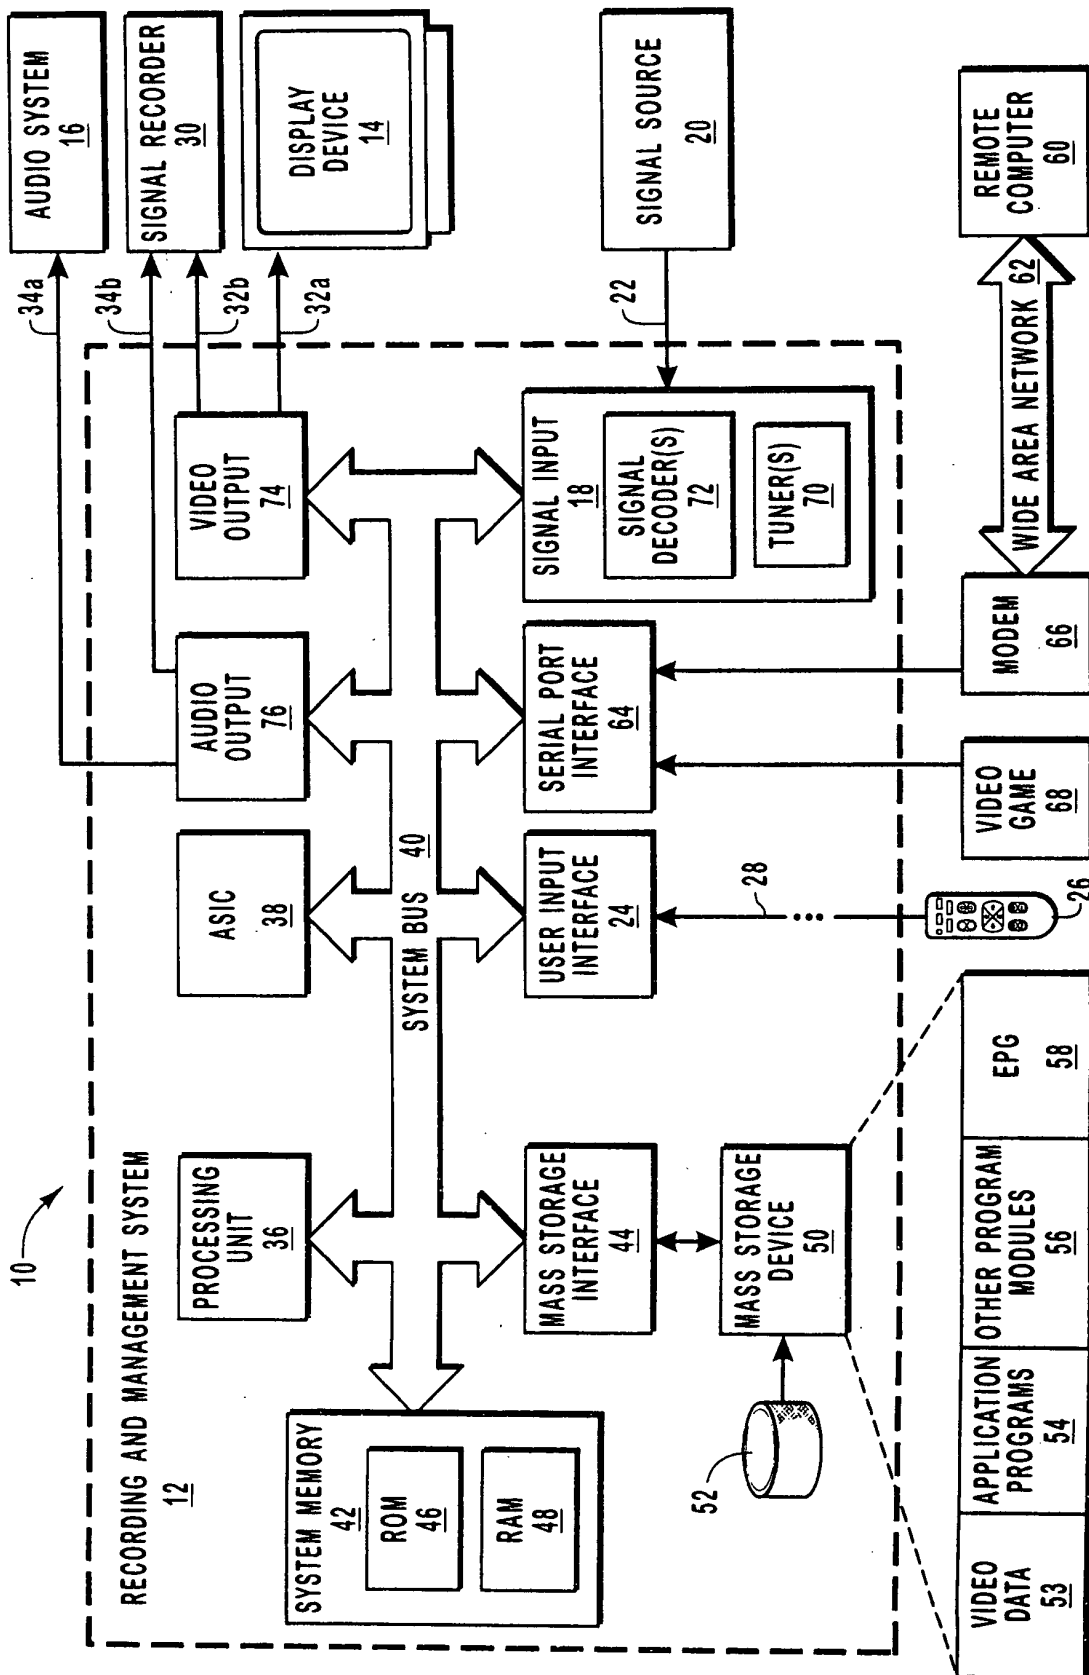 10
RECORDING AND MANAGEMENT SYSTEM
12
SYSTEM MEMORY
42
ROM
46
RAM
48
PROCESSING
UNIT
36
ASIC
38
AUDIO
OUTPUT
76
VIDEO
OUTPUT
74
34a
34b
32b
32a
AUDIO SYSTEM
16
SIGNAL RECORDER
30
DISPLAY
DEVICE
14
SYSTEM BUS 40
MASS STORAGE
INTERFACE
44
USER INPUT
INTERFACE
24
SERIAL PORT
INTERFACE
64
SIGNAL INPUT
18
SIGNAL
DECODER(S)
72
TUNER(S)
70
22
SIGNAL SOURCE
20
52
MASS STORAGE
DEVICE
50
28
26
VIDEO
DATA
53
APPLICATION
PROGRAMS
54
OTHER PROGRAM
MODULES
56
EPG
58
VIDEO
GAME
68
MODEM
66
WIDE AREA NETWORK 62
REMOTE
COMPUTER
60